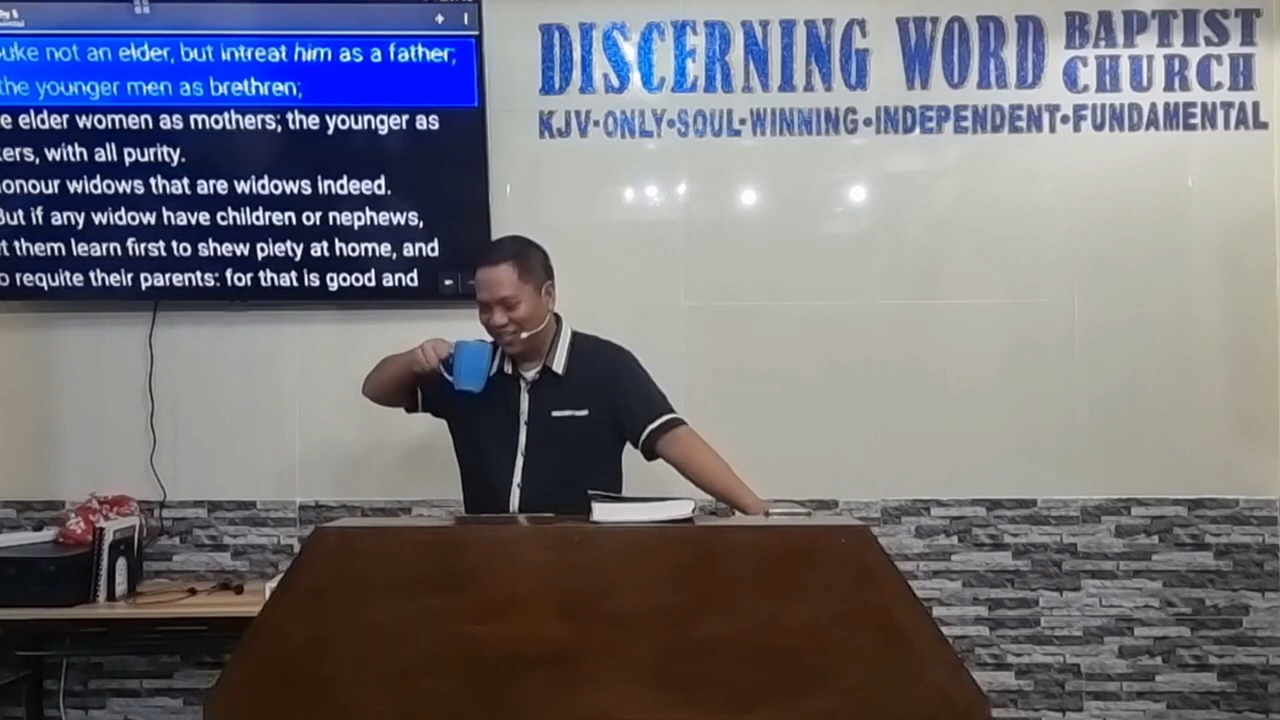 uke not an elder, but intreat him as a father;
the younger men as brethren;
e elder women as mothers; the younger as
ers, with all purity.
onour widows that are widows indeed.
But if any widow have children or nephews,
t them learn first to shew piety at home, and
o requite their parents: for that is good and
DISCERNING WORD BAPTIST CHURCH
KJV-ONLY•SOUL-WINNING•INDEPENDENT•FUNDAMENTAL